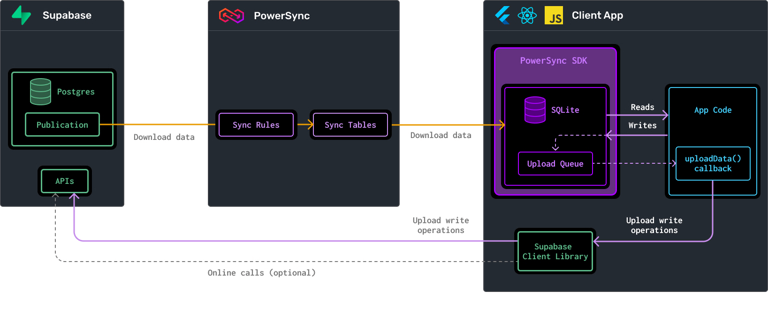 Supabase
PowerSync
JS
Client App
PowerSync SDK
Postgres
Publication
Download data
Sync Rules
Sync Tables
Download data
SQLite
Reads
Writes
App Code
Upload Queue
uploadData()
callback
APIs
Upload write
operations
Upload write
operations
Supabase
Client Library
Online calls (optional)